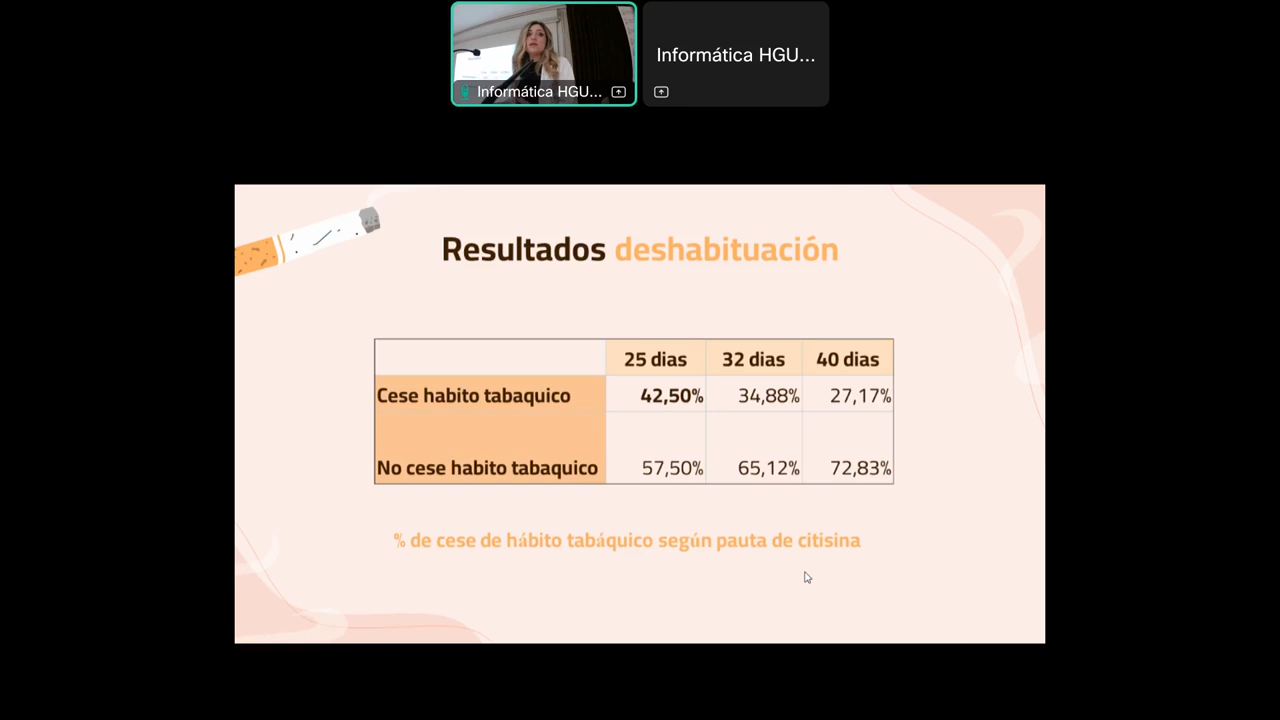 Informática HGU...
Informática HGU...
Resultados deshabituación
25 dias 32 dias 40 dias
Cese habito tabaquico 42,50% 34,88% 27,17%
No cese habito tabaquico 57,50% 65,12% 72,83%
% de cese de hábito tabáquico según pauta de citisina